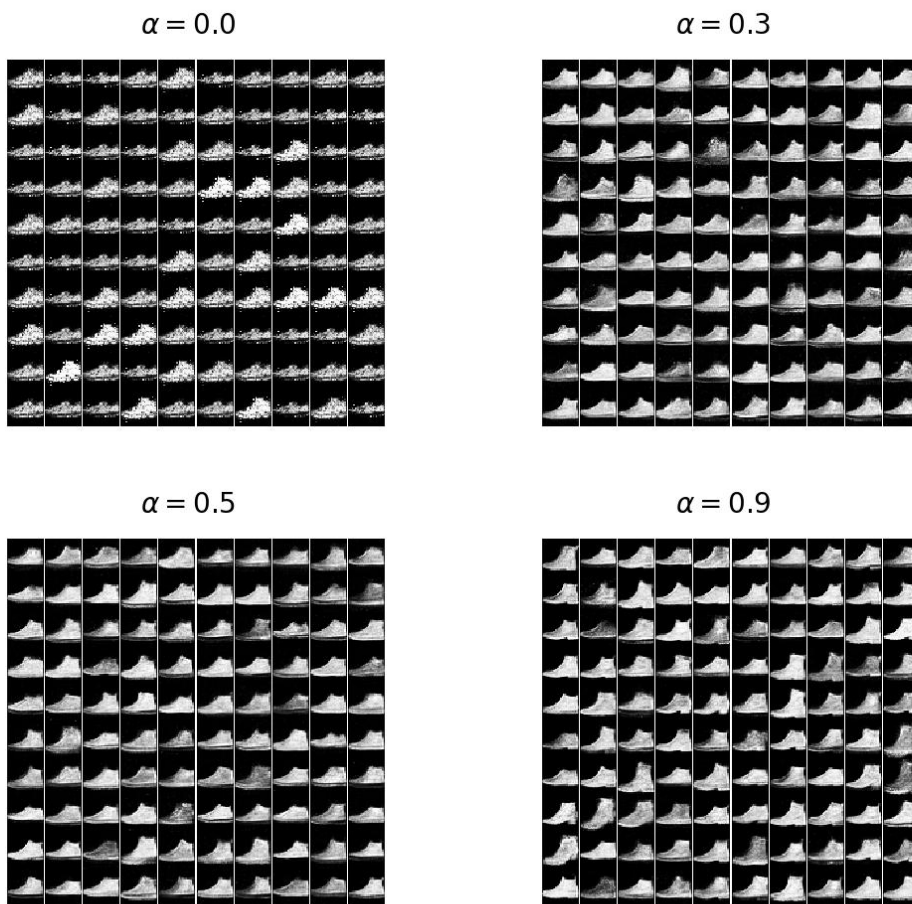 α = 0.0
α = 0.3
α = 0.5
α = 0.9